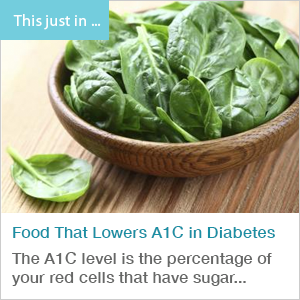 This just in ...
Food That Lowers A1C in Diabetes
The A1C level is the percentage of
your red cells that have sugar...